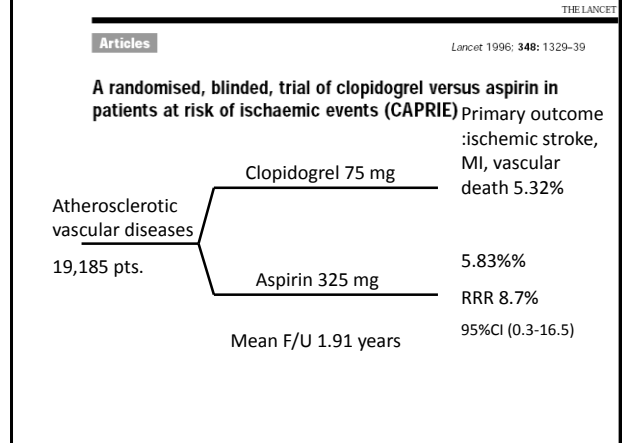 THE LANCET
Articles
Lancet 1996; 348: 1329–39
A randomised, blinded, trial of clopidogrel versus aspirin in
patients at risk of ischaemic events (CAPRIE)
Primary outcome
:ischemic stroke,
MI, vascular
death 5.32%
Clopidogrel 75 mg
Atherosclerotic
vascular diseases
19,185 pts.
Aspirin 325 mg
5.83%%
RRR 8.7%
95%CI (0.3-16.5)
Mean F/U 1.91 years